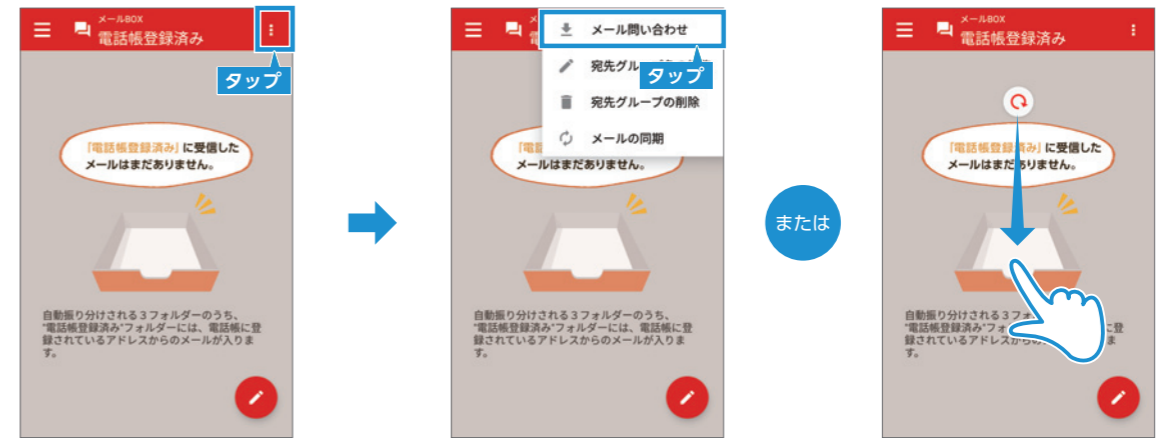 メールBOX
電話帳登録済み
タップ
『電話帳登録済み』に受信した
メールはまだありません。
自動振り分けされる3フォルダーのうち、
"電話帳登録済み"フォルダーには、電話帳に登
録されているアドレスからのメールが入りま
す。
メール問い合わせ
宛先グル
タップ
宛先グループの削除
メールの同期
『電話
メールはまだありません。
自動振り分けされる3フォルダーのうち、
"電話帳登録済み"フォルダーには、電話帳に登
録されているアドレスからのメールが入りま
す。
または
メールBOX
電話帳登録済み
『電話帳登録済み』に受信した
メールはまだありません。
自動振り分けされる3フォ
"電話帳登録済み"フォ に登
録されているアドレスから ま
す。